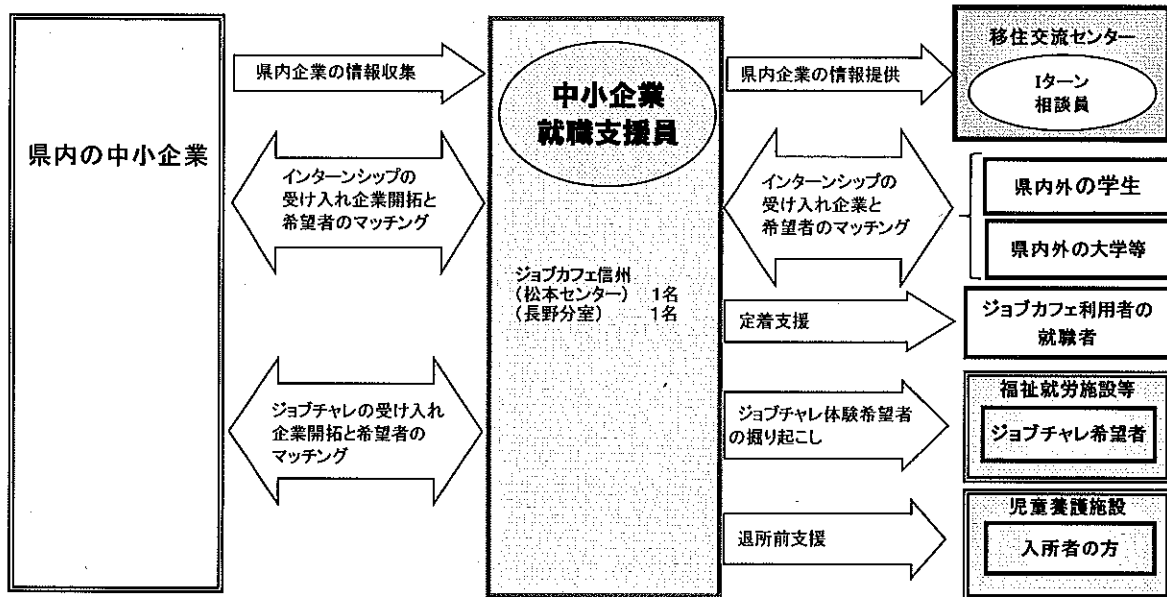 県内の中小企業
県内企業の情報収集
インターンシップの
受け入れ企業開拓と
希望者のマッチング
ジョブチャレの受け入れ
企業開拓と希望者の
マッチング
中小企業
就職支援員
ジョブカフェ信州
(松本センター) 1名
(長野分室) 1名
県内企業の情報提供
インターンシップの
受け入れ企業と
希望者のマッチング
定着支援
ジョブチャレ体験希望者
の掘り起こし
退所前支援
移住交流センター
Iターン
相談員
県内外の学生
県内外の大学等
ジョブカフェ利用者の
就職者
福祉就労施設等
ジョブチャレ希望者
児童養護施設
入所者の方